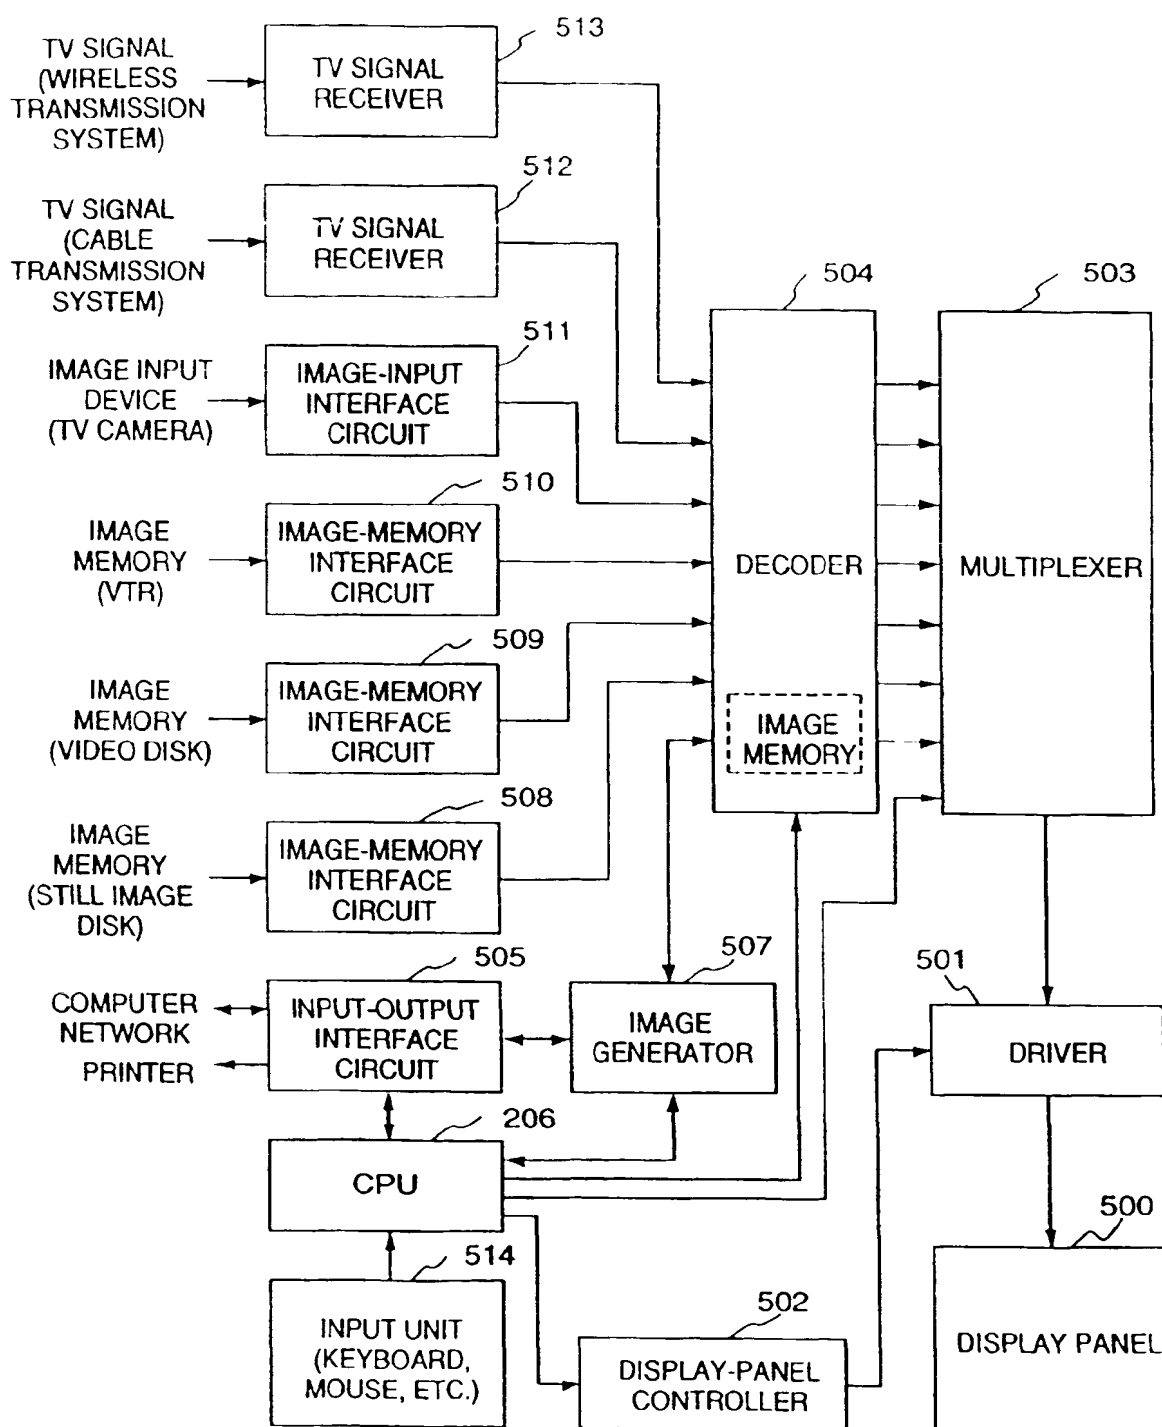 513
TV SIGNAL
(WIRELESS
TRANSMISSION
SYSTEM)
TV SIGNAL
RECEIVER
512
TV SIGNAL
(CABLE
TRANSMISSION
SYSTEM)
TV SIGNAL
RECEIVER
504
503
511
IMAGE INPUT
DEVICE
(TV CAMERA)
IMAGE-INPUT
INTERFACE
CIRCUIT
510
IMAGE
MEMORY
(VTR)
IMAGE-MEMORY
INTERFACE
CIRCUIT
DECODER
MULTIPLEXER
509
IMAGE
MEMORY
(VIDEO DISK)
IMAGE-MEMORY
INTERFACE
CIRCUIT
IMAGE
MEMORY
508
IMAGE
MEMORY
(STILL IMAGE
DISK)
IMAGE-MEMORY
INTERFACE
CIRCUIT
505
507
501
COMPUTER
NETWORK
PRINTER
INPUT-OUTPUT
INTERFACE
CIRCUIT
IMAGE
GENERATOR
DRIVER
206
CPU
500
514
INPUT UNIT
(KEYBOARD,
MOUSE, ETC.)
502
DISPLAY-PANEL
CONTROLLER
DISPLAY PANEL